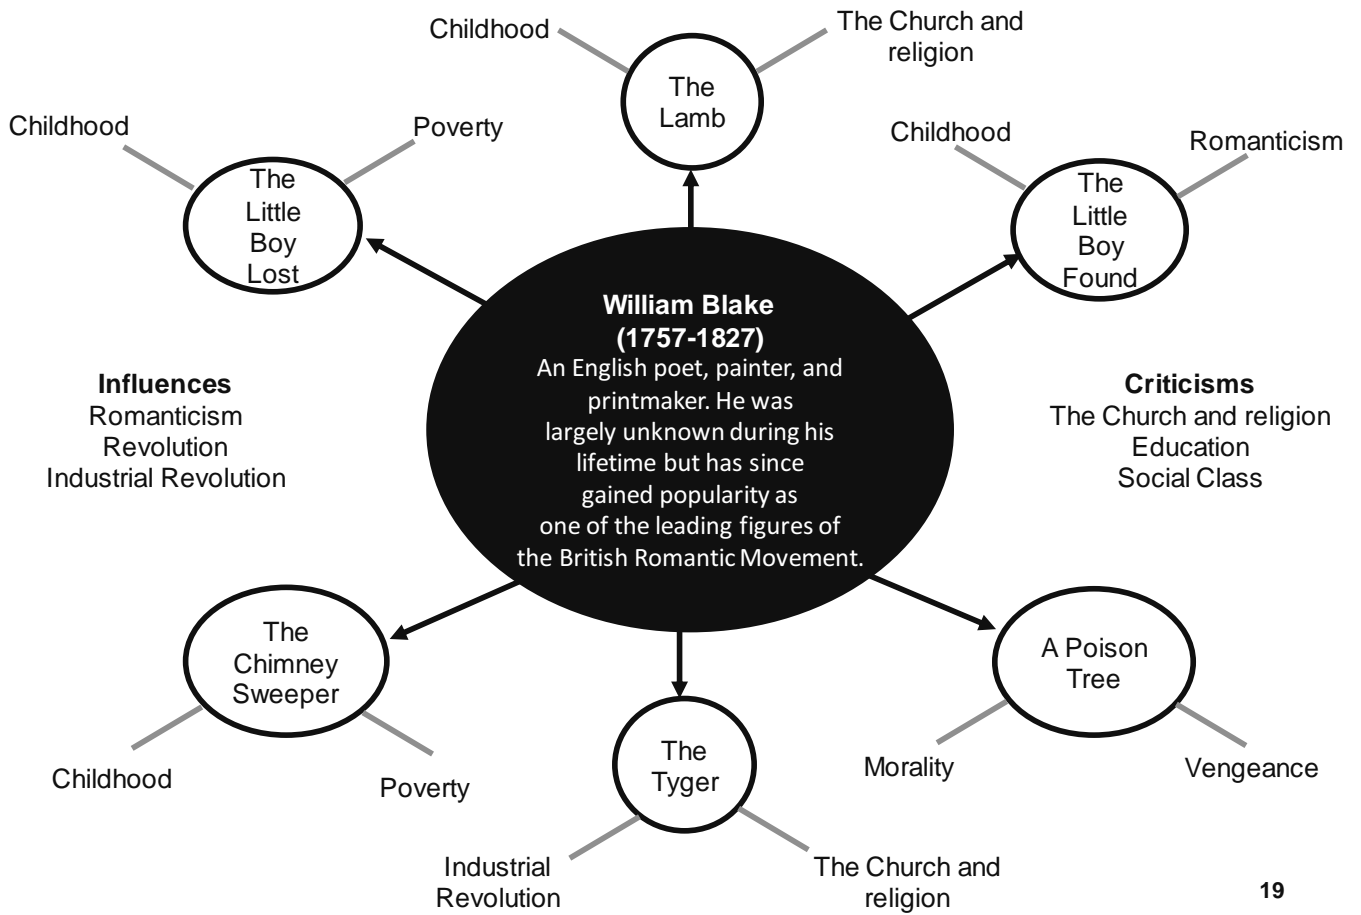 Childhood
The Church and
religion
The
Lamb
Childhood
Poverty
The
Little
Boy
Lost
Childhood
Romanticism
The
Little
Boy
Found
William Blake
(1757-1827)
An English poet, painter, and
printmaker. He was
largely unknown during his
lifetime but has since
gained popularity as
one of the leading figures of
the British Romantic Movement.
Influences
Romanticism
Revolution
Industrial Revolution
Criticisms
The Church and religion
Education
Social Class
The
Chimney
Sweeper
Childhood
Poverty
The
Tyger
Industrial
Revolution
The Church and
religion
A Poison
Tree
Morality
Vengeance
19